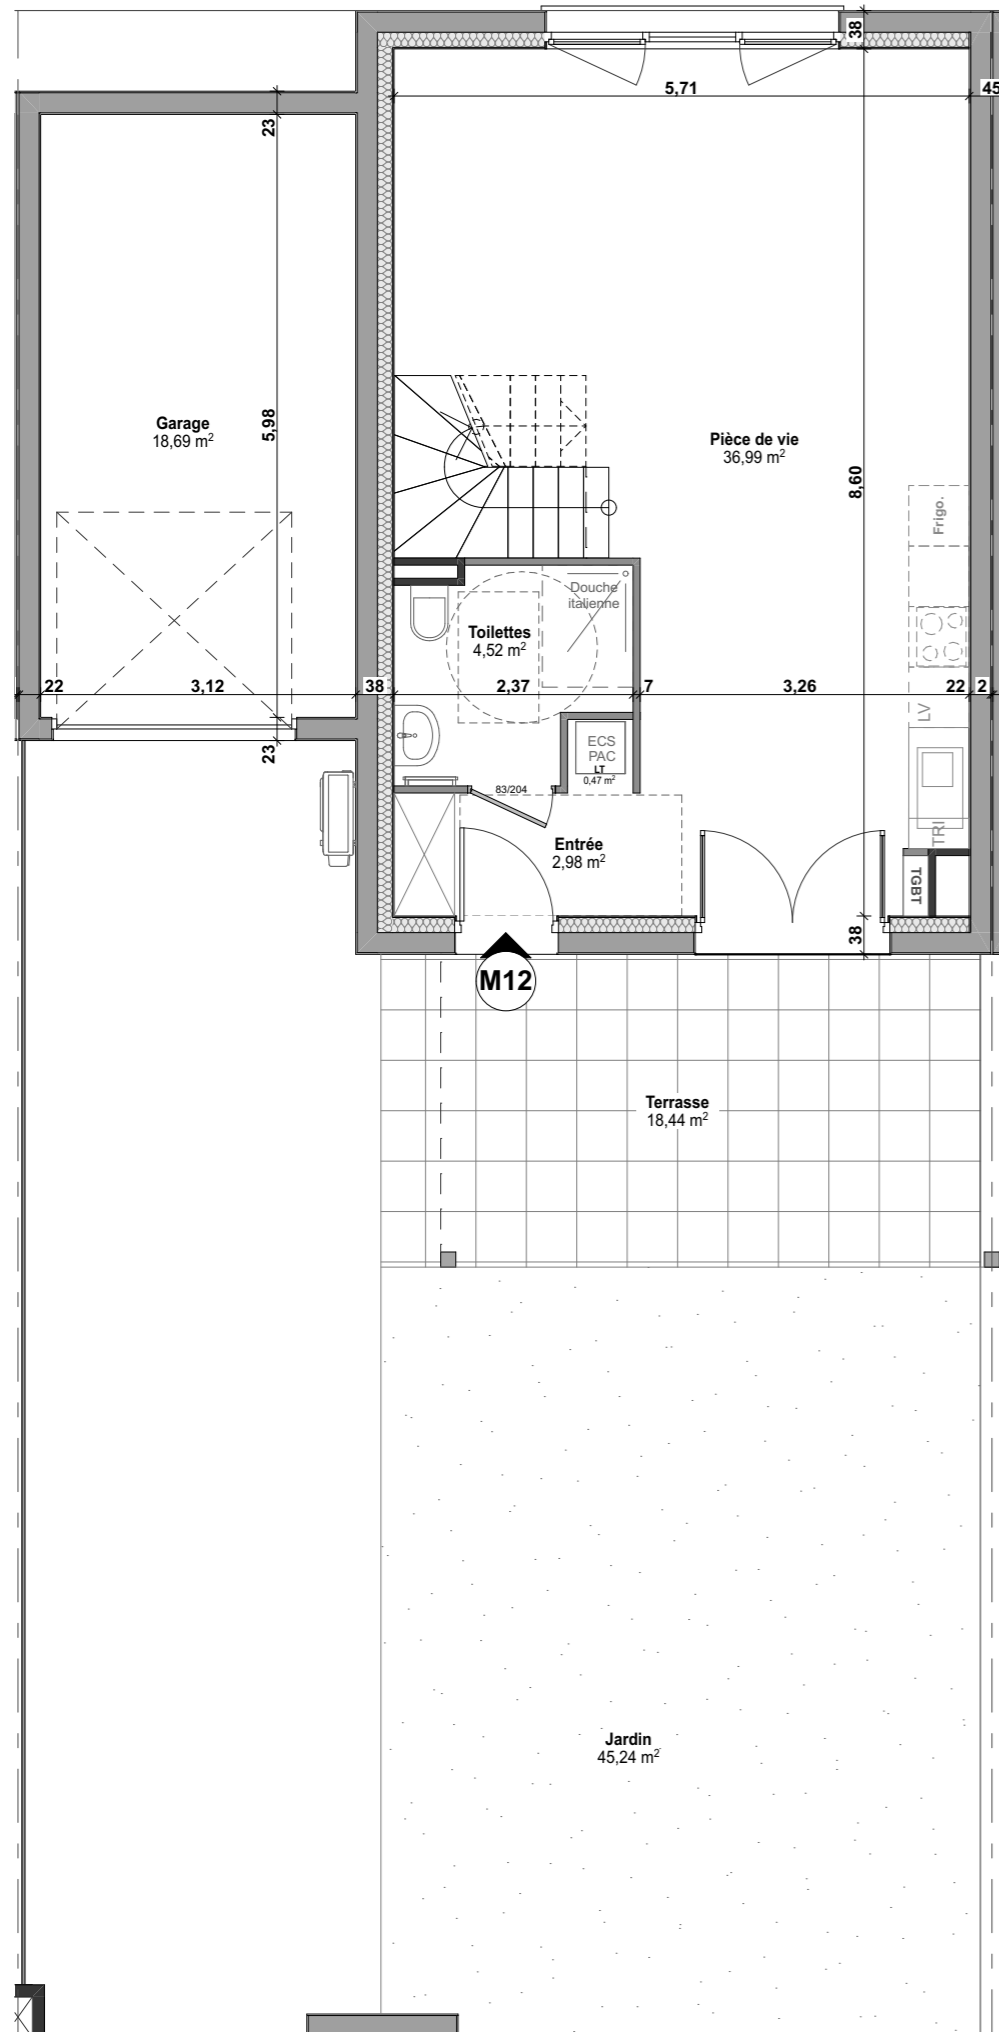 38
5,71
45
23
Garage
18,69 m²
5,98
Pièce de vie
36,99 m²
8,60
Frigo.
Douche
italienne
Toilettes
4,52 m²
22
3,12
38
2,37
7
3,26
22
2
LV
23
ECS
PAC
LT
0,47 m²
83/204
TRI
Entrée
2,98 m²
TGBT
38
M12
Terrasse
18,44 m²
Jardin
45,24 m²